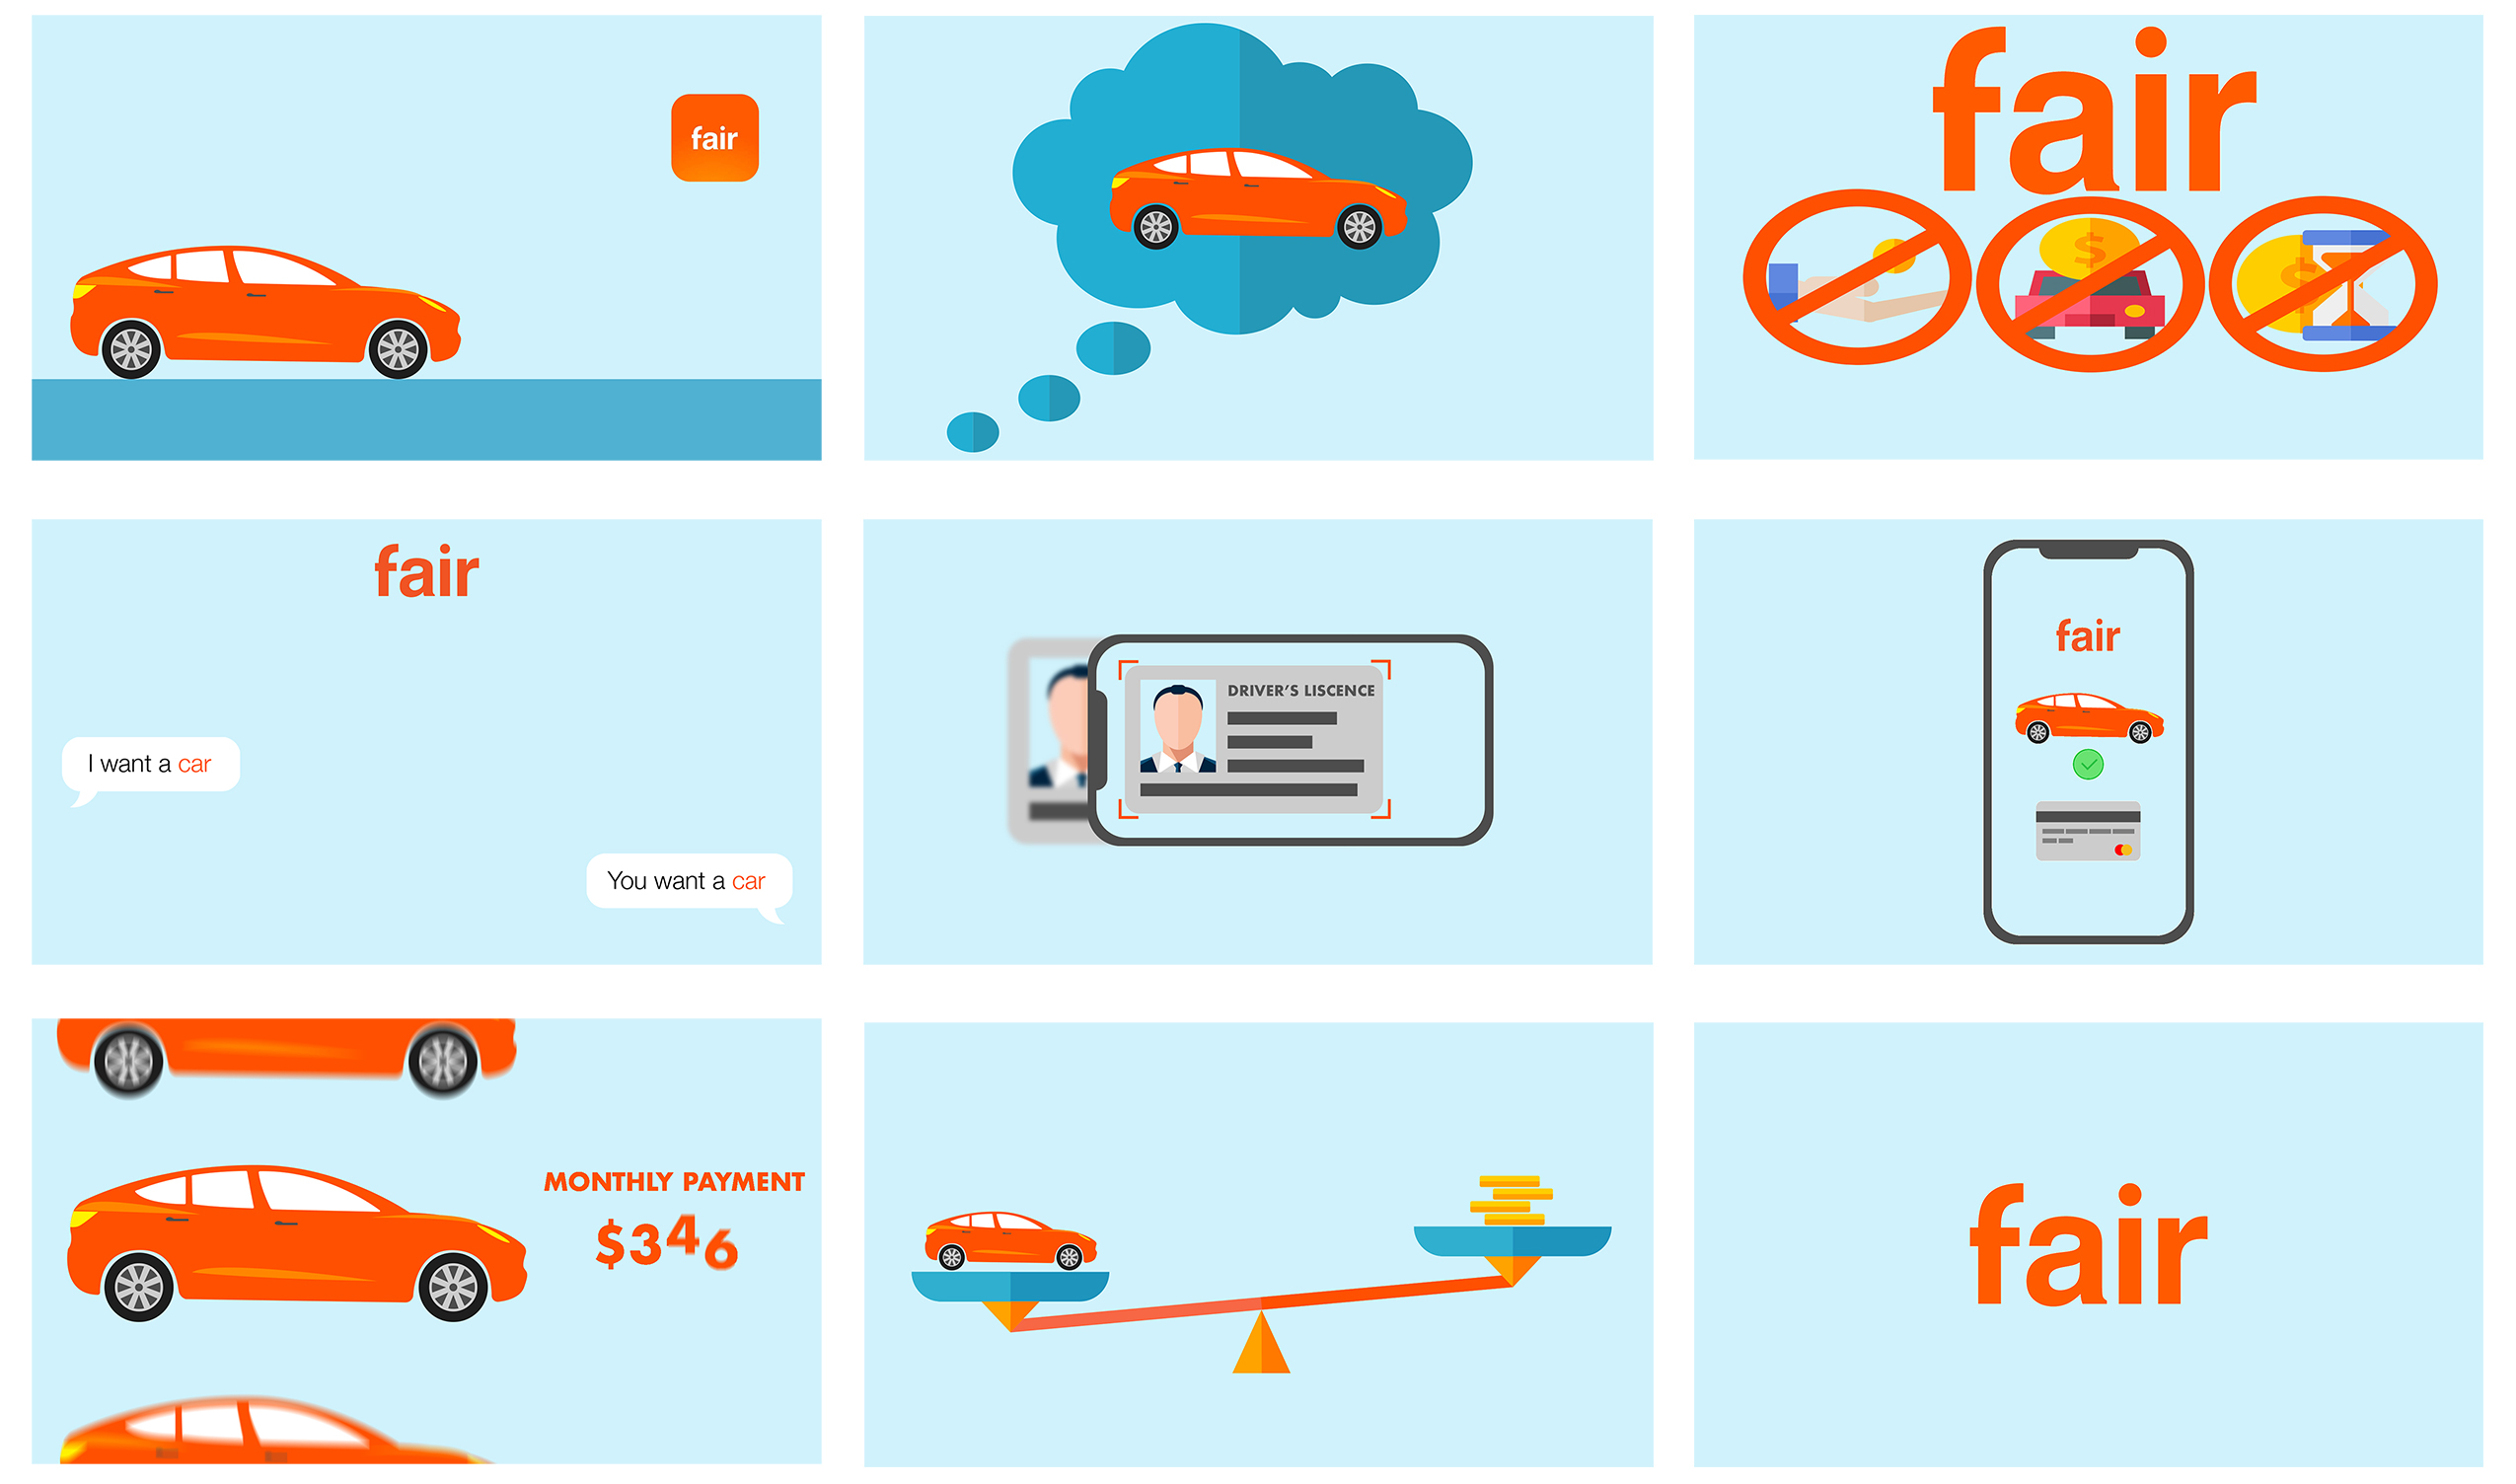 fair
fair
fair
I want a car
You want a car
DRIVER'S LISCENCE
fair
MONTHLY PAYMENT
$346
fair